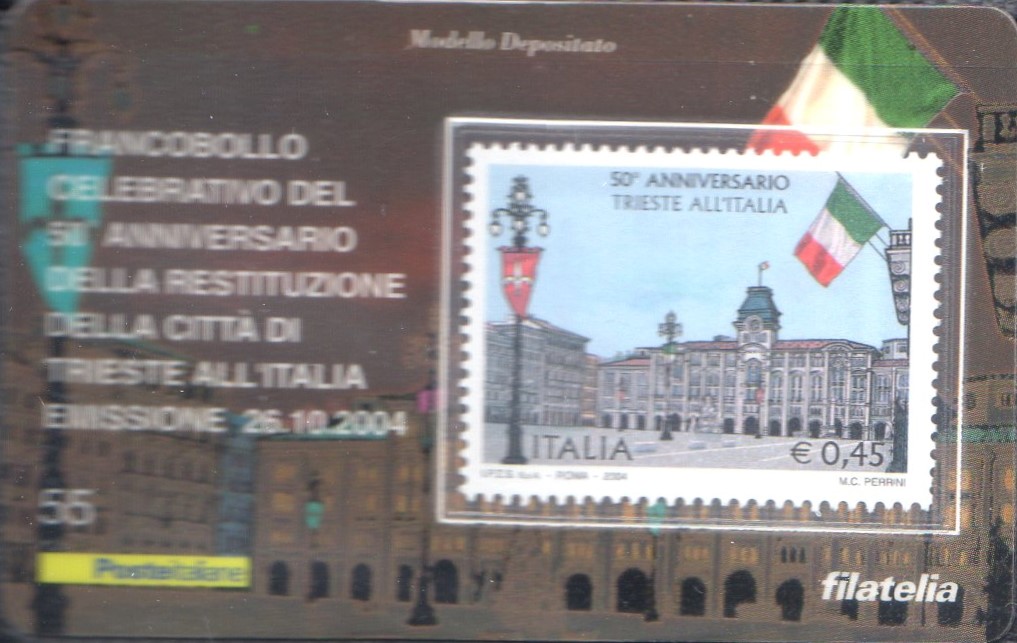 Modello Depositato
FRANCOBOLLO
CELEBRATIVO DEL
50° ANNIVERSARIO
DELLA RESTITUZIONE
DELLA CITTÀ DI
TRIESTE ALL'ITALIA
EMISSIONE 26.10.2004
55
Posteitaliane
50° ANNIVERSARIO
TRIESTE ALL'ITALIA
ITALIA
€ 0,45
I.P.Z.S. S.p.A. - ROMA - 2004
M.C. PERRINI
filatelia